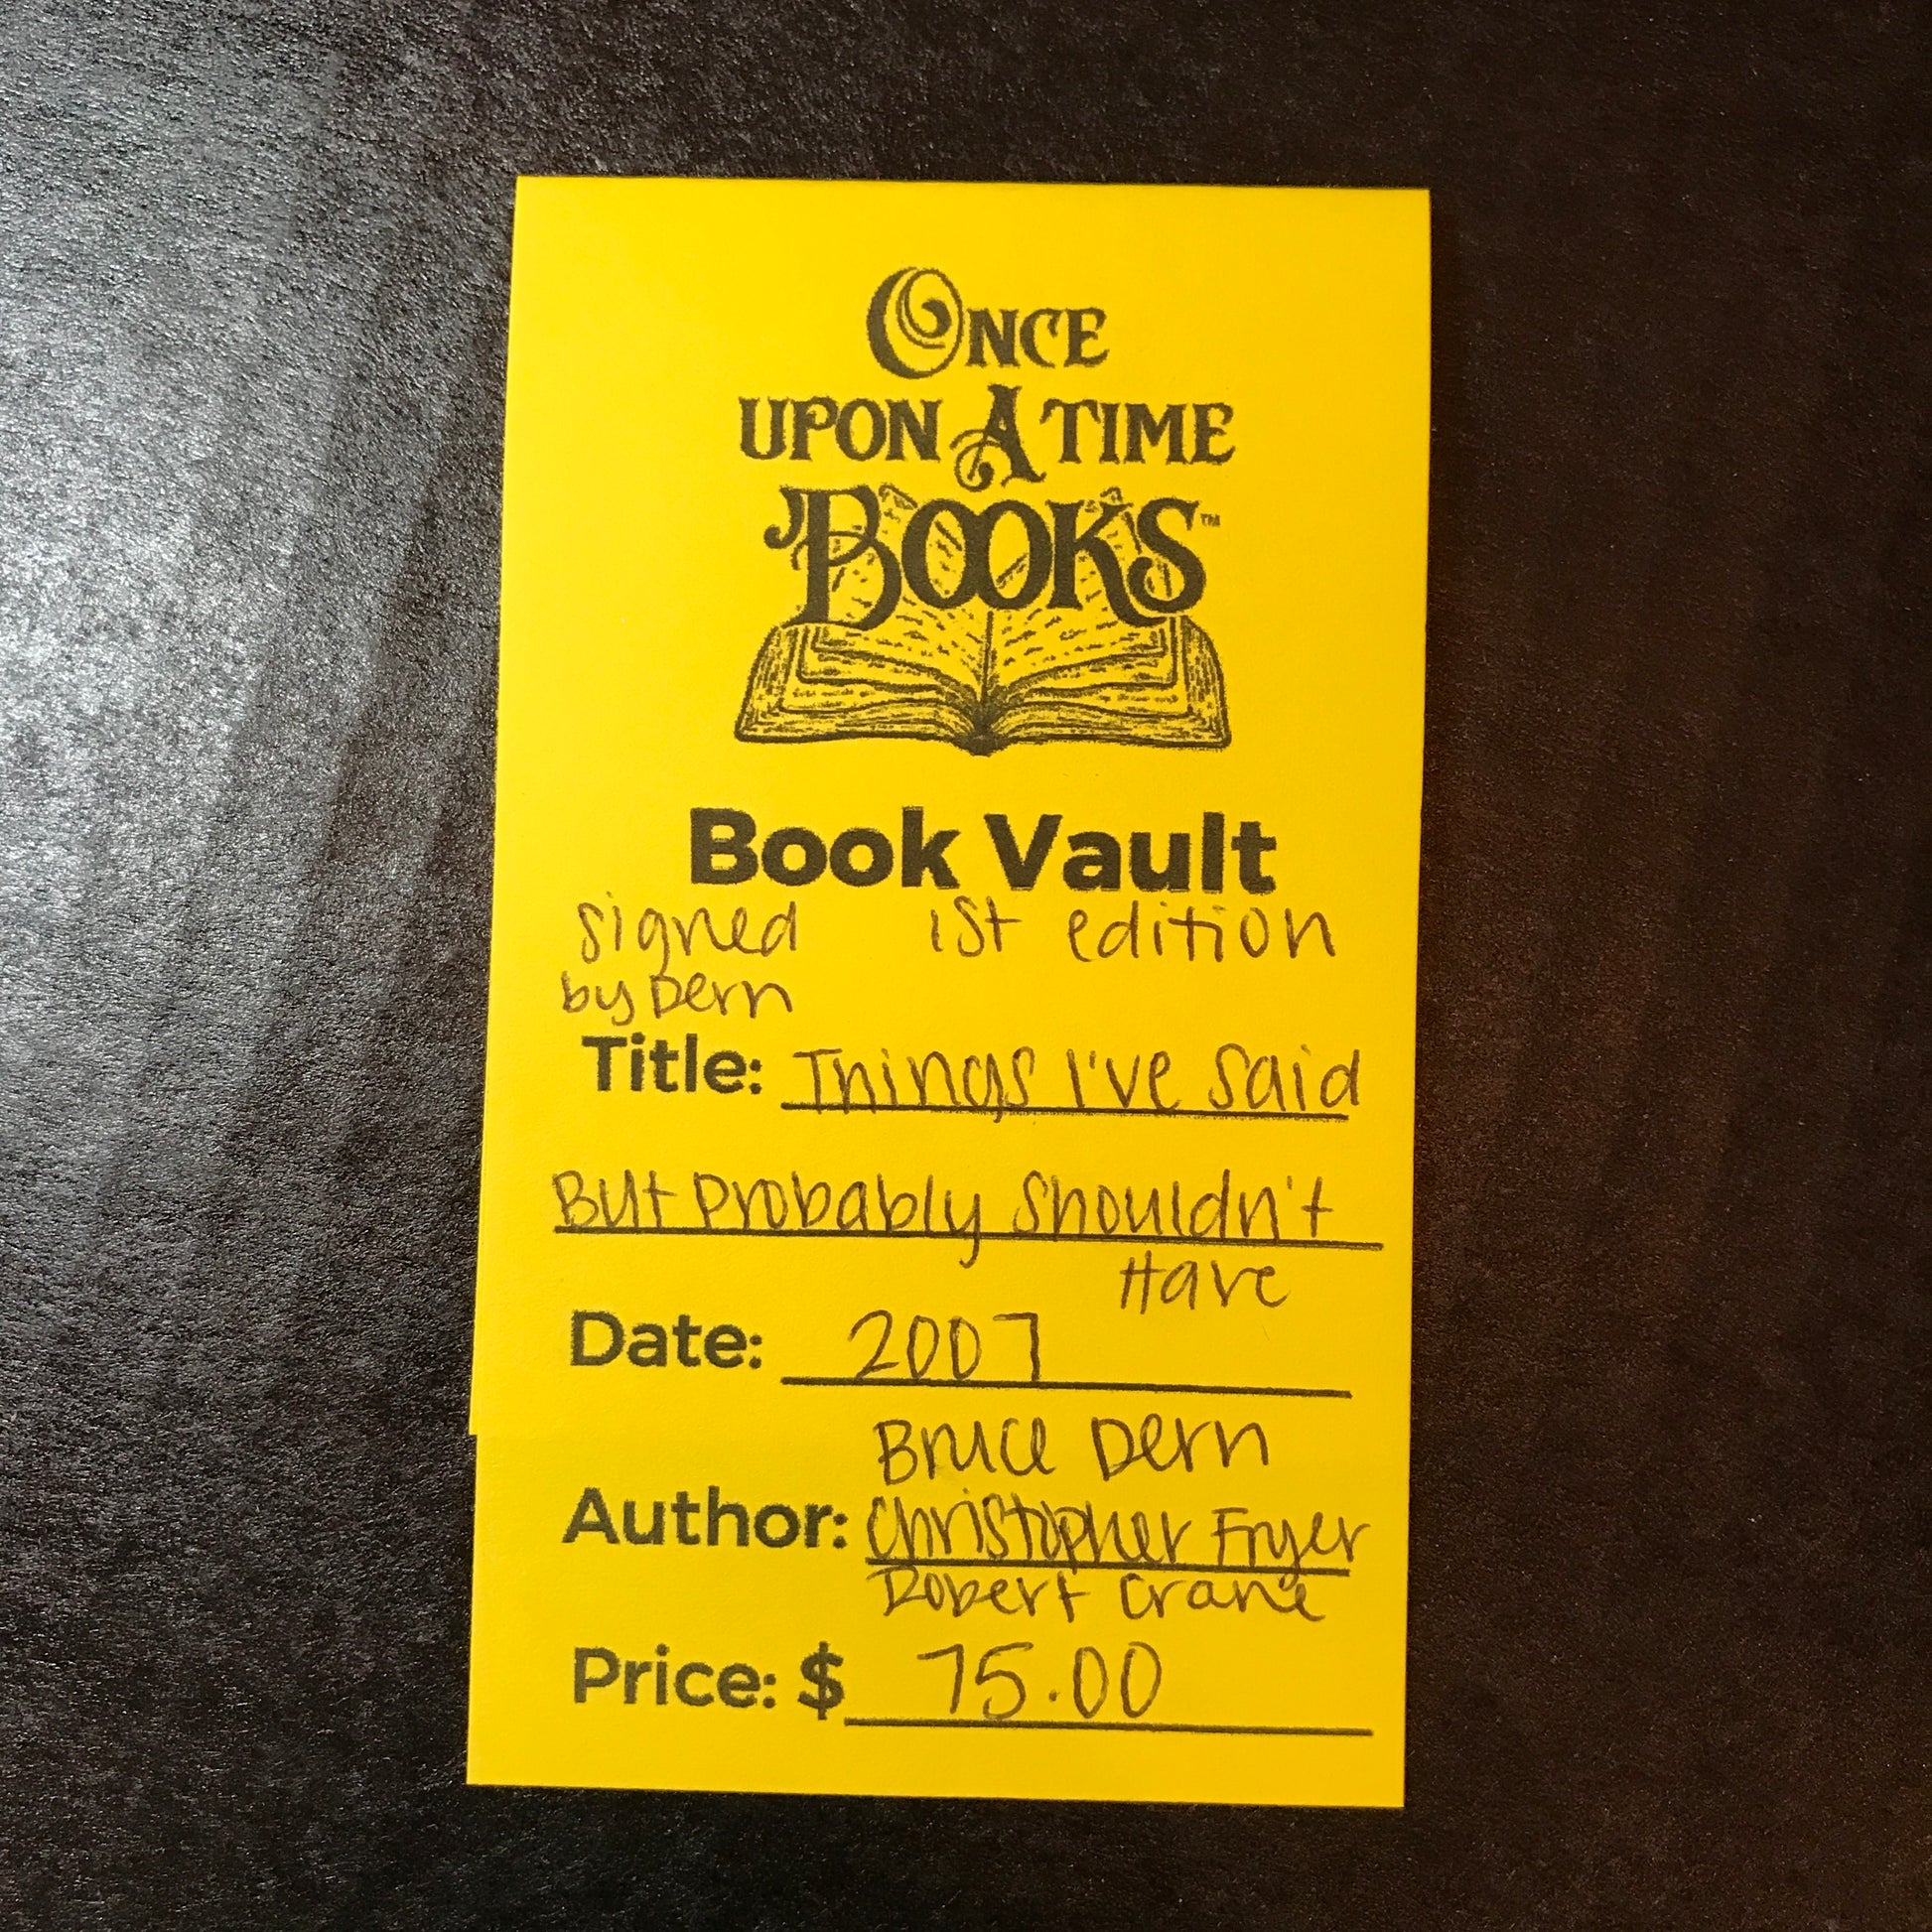 ONCE
UPON A TIME
BOOKS™
Book Vault
signed 1st edition
by Dern
Title: Things I've Said
But Probably Shouldn't
Have
Date: 2007
Bruce Dern
Author: Christopher Fryer
Robert Crane
Price: $ 75.00